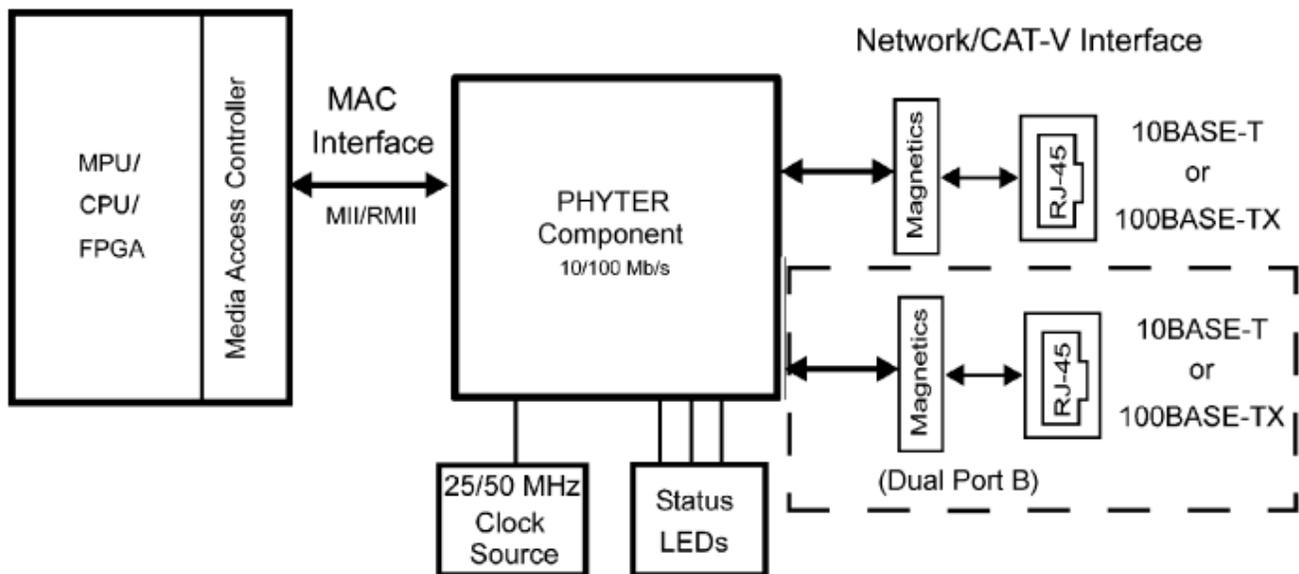 MPU/
CPU/
FPGA
Media Access Controller
MAC
Interface
MII/RMII
PHYTER
Component
10/100 Mb/s
Network/CAT-V Interface
Magnetics
RJ-45
10BASE-T
or
100BASE-TX
Magnetics
RJ-45
10BASE-T
or
100BASE-TX
(Dual Port B)
25/50 MHz
Clock
Source
Status
LEDs